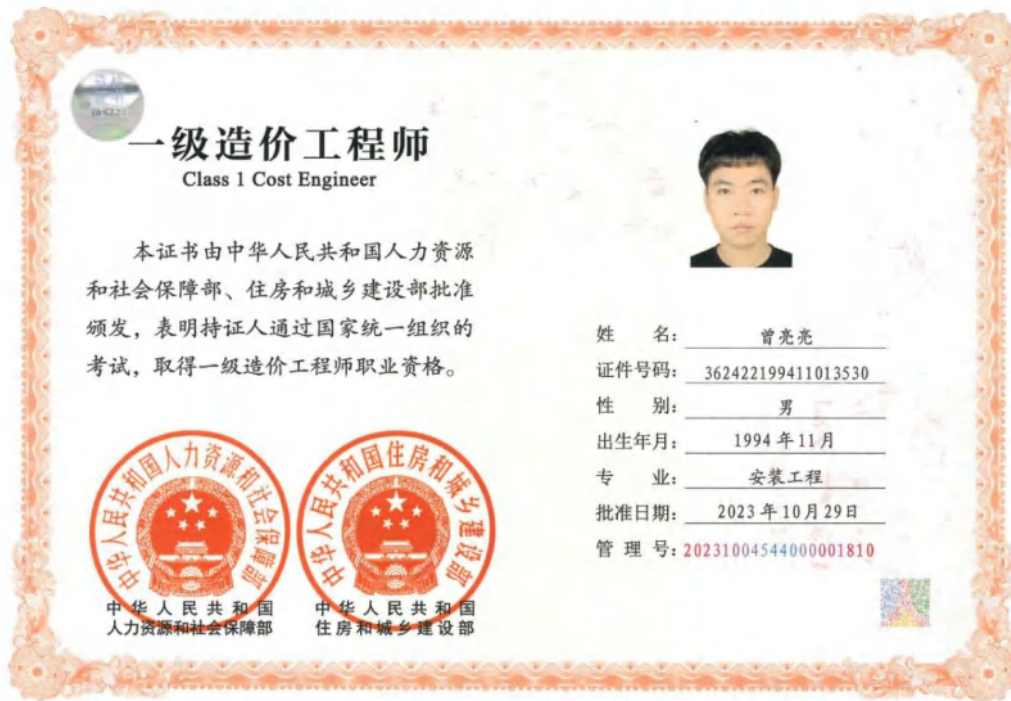 一级造价工程师
Class 1 Cost Engineer
本证书由中华人民共和国人力资源
和社会保障部、住房和城乡建设部批准
颁发，表明持证人通过国家统一组织的
考试，取得一级造价工程师职业资格。
中华人民共和国人力资源和社会保障部
中华人民共和国住房和城乡建设部
中华人民共和国
人力资源和社会保障部
中华人民共和国
住房和城乡建设部
姓 名：曾亮亮
证件号码：362422199411013530
性 别：男
出生年月：1994年11月
专 业：安装工程
批准日期：2023年10月29日
管 理 号：20231004544000001810